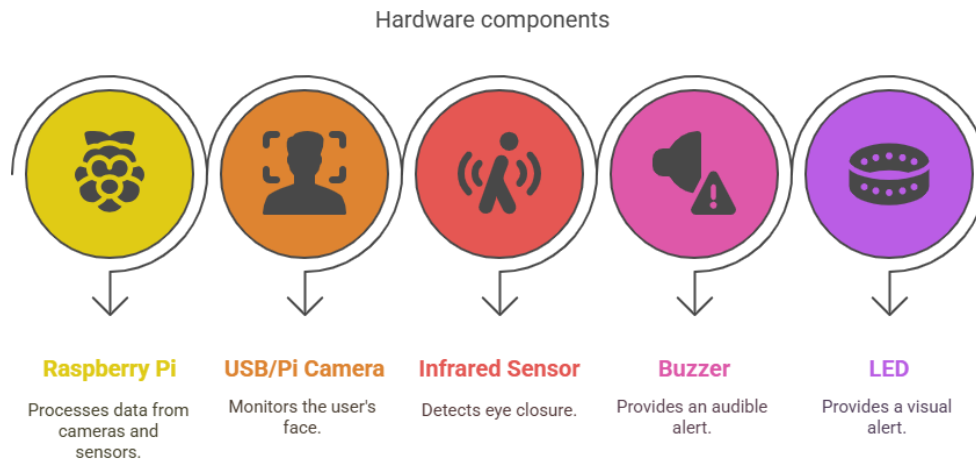 Hardware components
Raspberry Pi
Processes data from
cameras and
sensors.
USB/Pi Camera
Monitors the user's
face.
Infrared Sensor
Detects eye closure.
Buzzer
Provides an audible
alert.
LED
Provides a visual
alert.